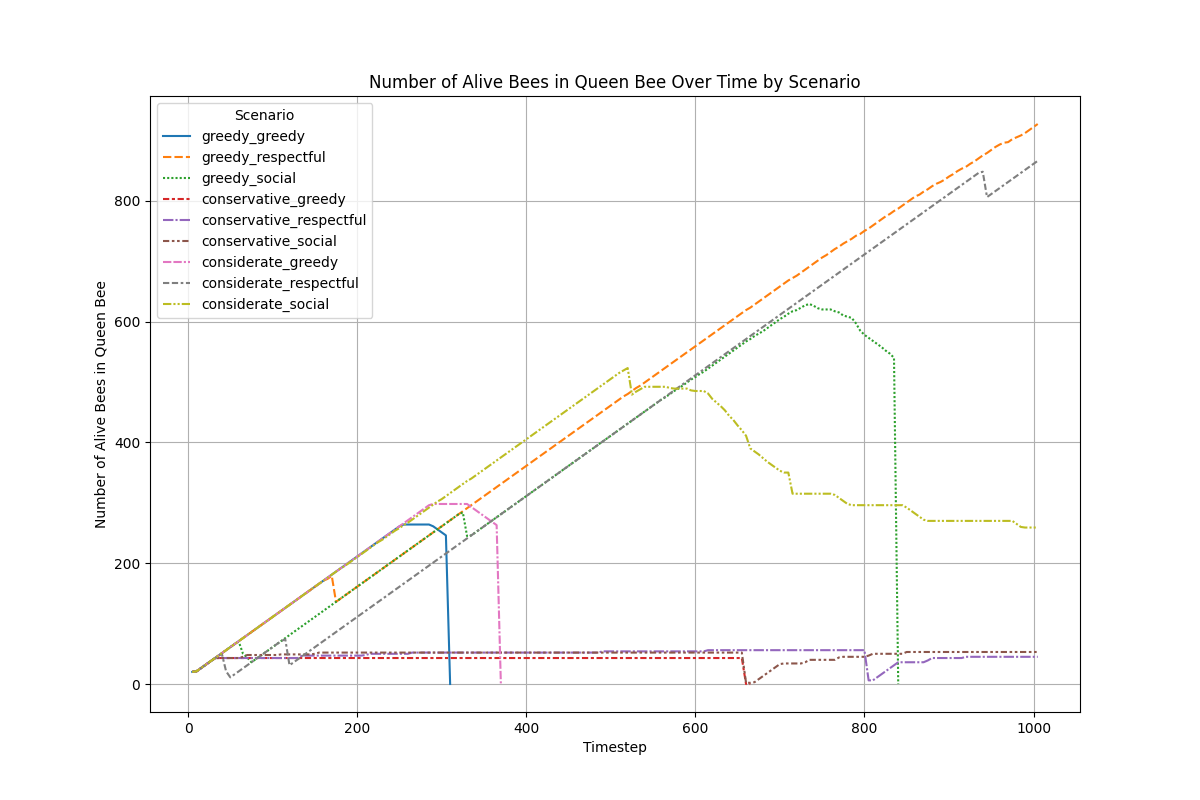 Number of Alive Bees in Queen Bee Over Time by Scenario
Number of Alive Bees in Queen Bee
800
600
400
200
0
Scenario
greedy_greedy
greedy_respectful
greedy_social
conservative_greedy
conservative_respectful
conservative_social
considerate_greedy
considerate_respectful
considerate_social
0 200 400 600 800 1000
Timestep